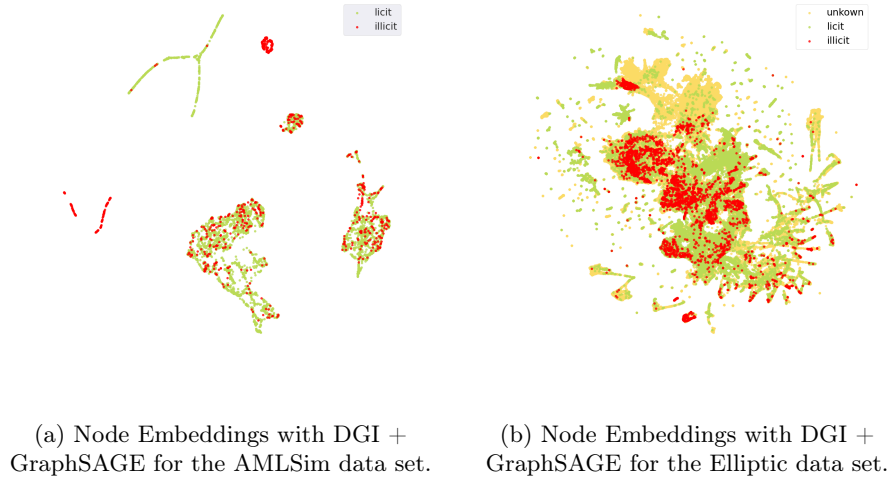 licit
illicit
unkown
licit
illicit
(a) Node Embeddings with DGI +
GraphSAGE for the AMLSim data set.
(b) Node Embeddings with DGI +
GraphSAGE for the Elliptic data set.